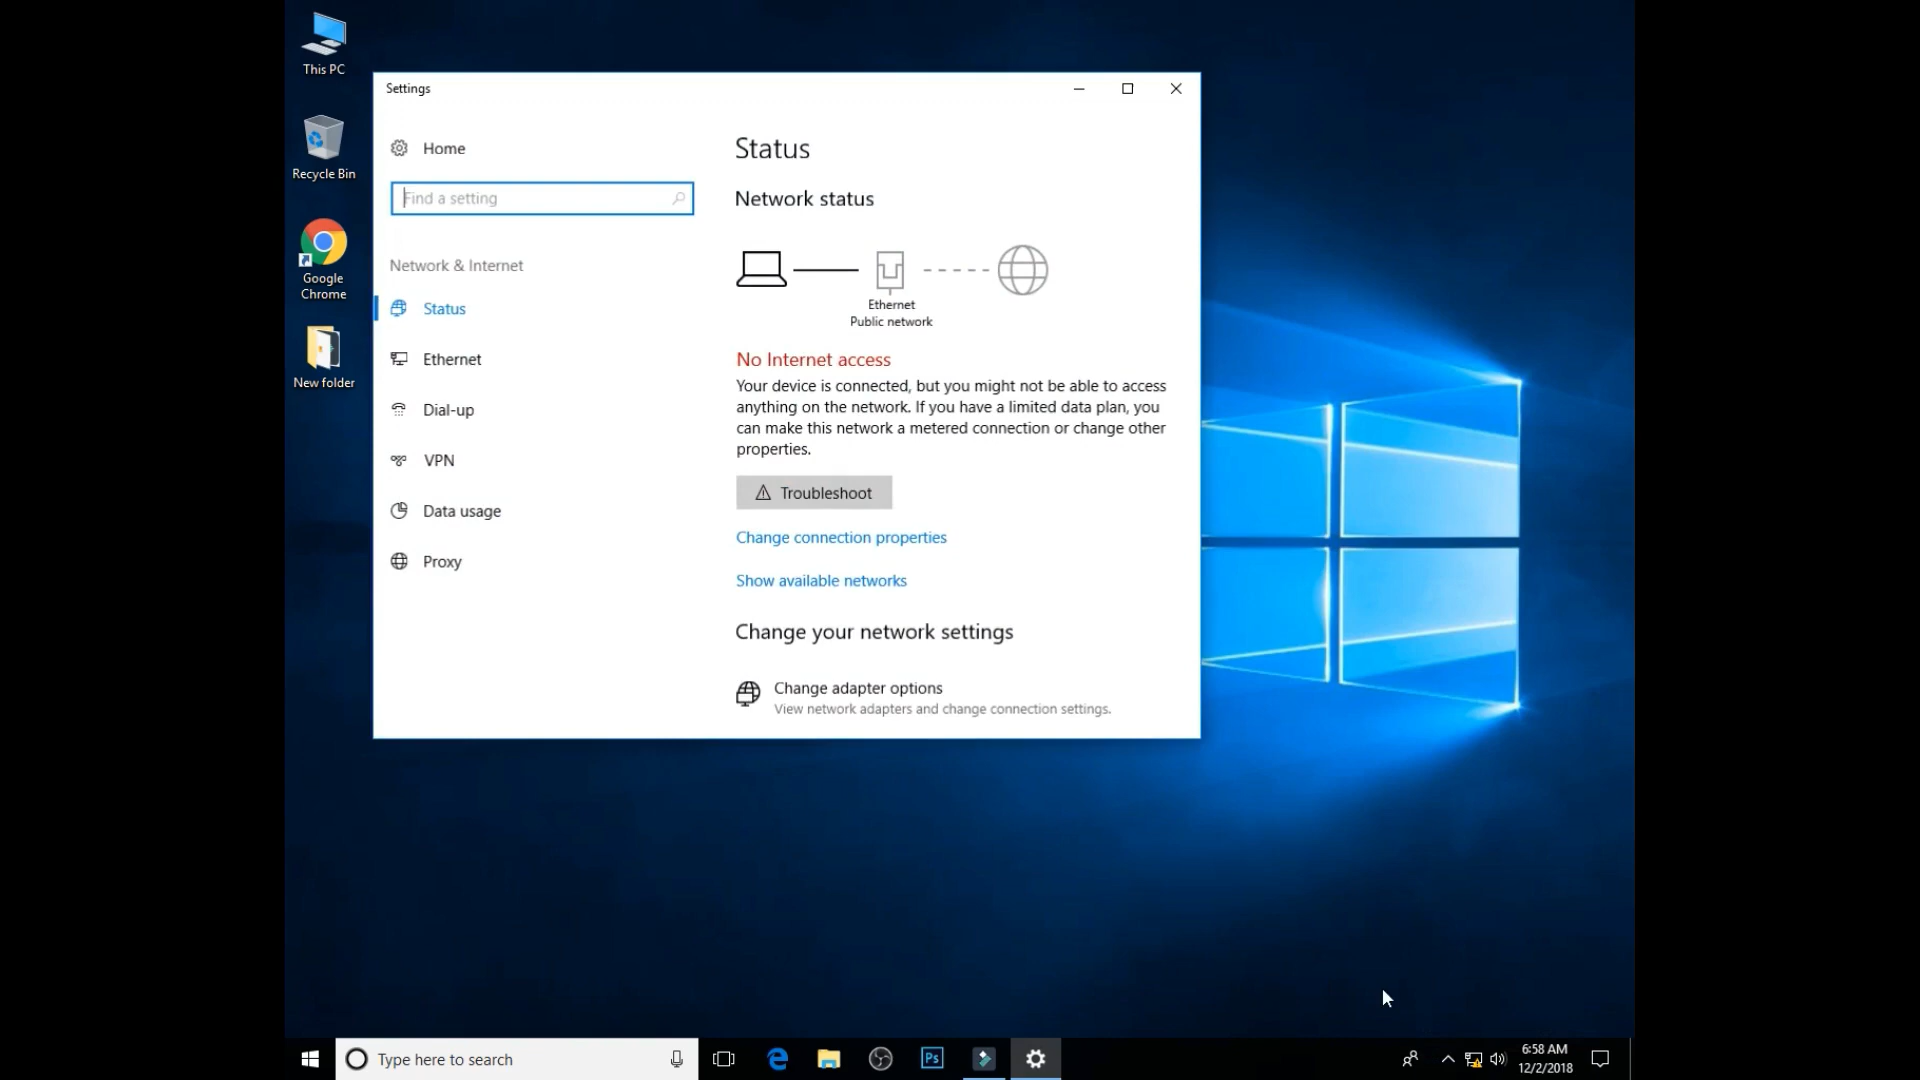 This PC
Recycle Bin
Google
Chrome
New folder
Settings
Home
Find a setting
Network & Internet
Status
Ethernet
Dial-up
VPN
Data usage
Proxy
Status
Network status
Ethernet
Public network
No Internet access
Your device is connected, but you might not be able to access
anything on the network. If you have a limited data plan, you
can make this network a metered connection or change other
properties.
Troubleshoot
Change connection properties
Show available networks
Change your network settings
Change adapter options
View network adapters and change connection settings.
Type here to search
Ps
6:58 AM
12/2/2018